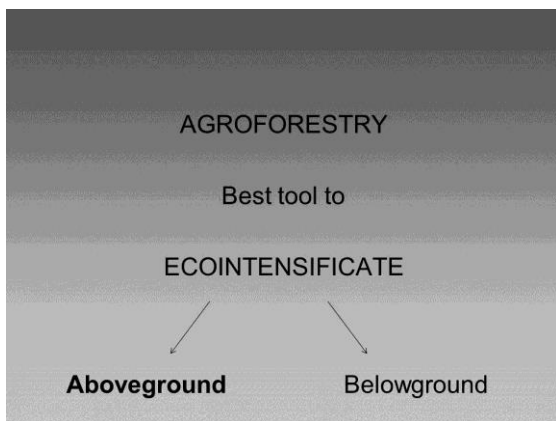 AGROFORESTRY
Best tool to
ECOINTENSIFICATE
Aboveground Belowground